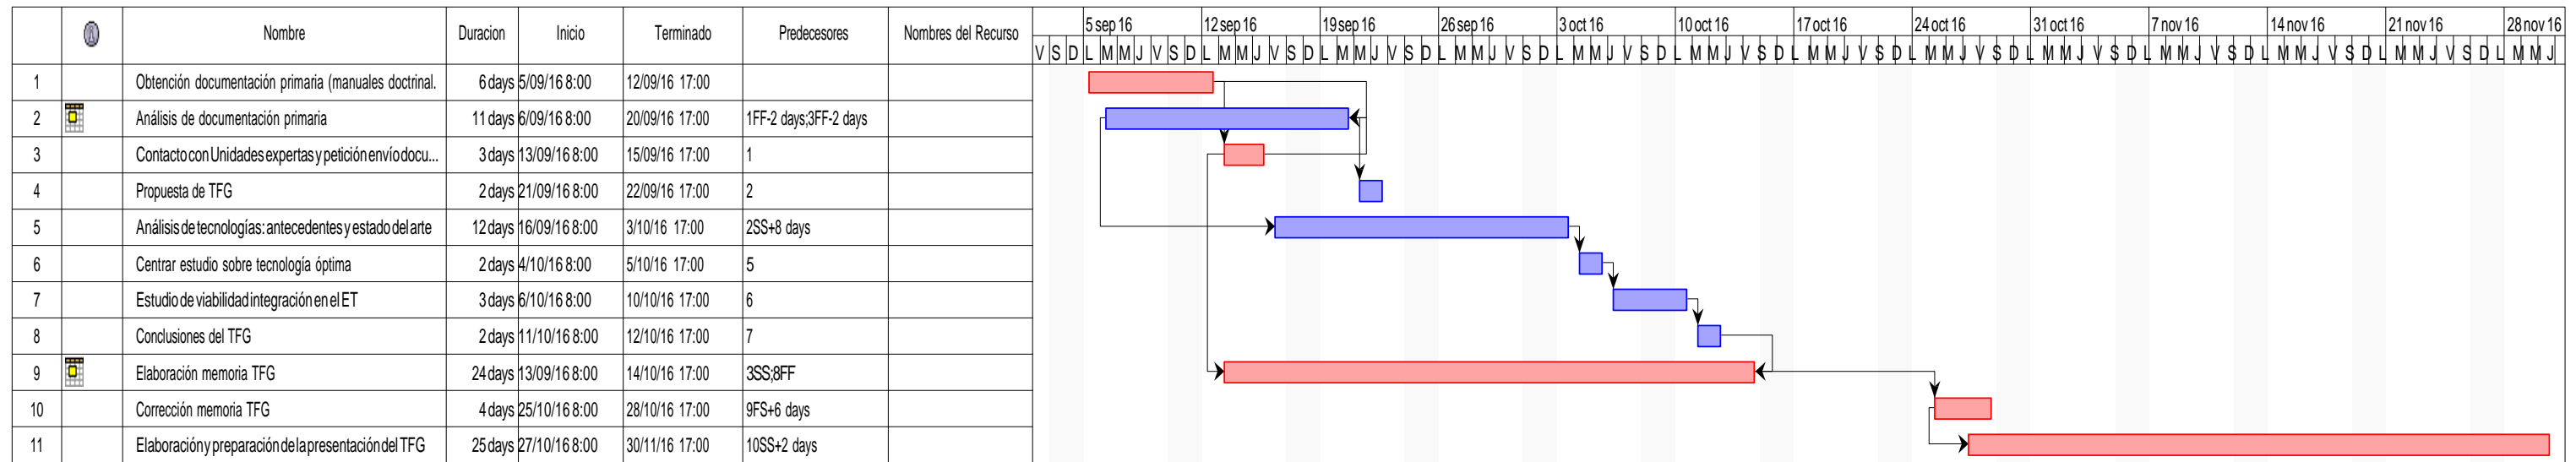 Nombre Duracion Inicio Terminado Predecesores Nombres del Recurso
5 sep 16 12 sep 16 19 sep 16 26 sep 16 3 oct 16 10 oct 16 17 oct 16 24 oct 16 31 oct 16 7 nov 16 14 nov 16 21 nov 16 28 nov 16
V S D L M M J V S D L M M J V S D L M M J V S D L M M J V S D L M M J V S D L M M J V S D L M M J V S D L M M J V S D L M M J V S D L M M J V S D L M M J V S D L M M J V S D L M M J
1 Obtención documentación primaria (manuales doctrinal. 6 days 5/09/16 8:00 12/09/16 17:00
2 Análisis de documentación primaria 11 days 6/09/16 8:00 20/09/16 17:00 1FF-2 days;3FF-2 days
3 Contacto con Unidades expertas y petición envío docu... 3 days 13/09/16 8:00 15/09/16 17:00 1
4 Propuesta de TFG 2 days 21/09/16 8:00 22/09/16 17:00 2
5 Análisis de tecnologías: antecedentes y estado del arte 12 days 16/09/16 8:00 3/10/16 17:00 2SS+8 days
6 Centrar estudio sobre tecnología óptima 2 days 4/10/16 8:00 5/10/16 17:00 5
7 Estudio de viabilidad integración en el ET 3 days 6/10/16 8:00 10/10/16 17:00 6
8 Conclusiones del TFG 2 days 11/10/16 8:00 12/10/16 17:00 7
9 Elaboración memoria TFG 24 days 13/09/16 8:00 14/10/16 17:00 3SS;8FF
10 Corrección memoria TFG 4 days 25/10/16 8:00 28/10/16 17:00 9FS+6 days
11 Elaboración y preparación de la presentación del TFG 25 days 27/10/16 8:00 30/11/16 17:00 10SS+2 days